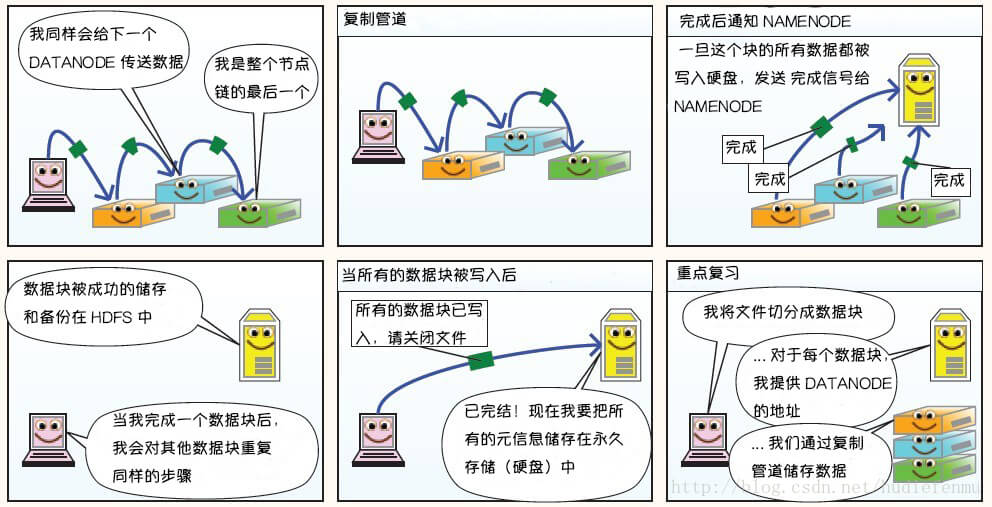 我同样会给下一个
DATANODE 传送数据
我是整个节点
链的最后一个
复制管道
完成后通知 NAMENODE
一旦这个块的所有数据都被
写入硬盘，发送 完成信号给
NAMENODE
完成
完成
完成
数据块被成功的储存
和备份在 HDFS 中
当我完成一个数据块后，
我会对其他数据块重复
同样的步骤
当所有的数据块被写入后
所有的数据块已写
入，请关闭文件
已完结！现在我要把所
有的元信息储存在永久
存储（硬盘）中
重点复习
我将文件切分成数据块
... 对于每个数据块，
我提供 DATANODE
的地址
... 我们通过复制
管道储存数据
http://blog.csdn.net/hudiefenmu